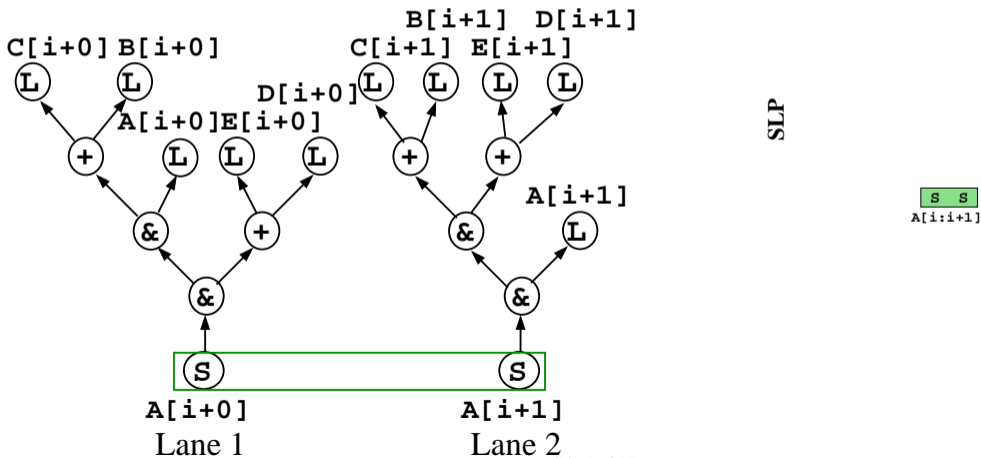 B[i+1] D[i+1]
C[i+0] B[i+0] C[i+1] E[i+1]
L L L L L L
D[i+0]
A[i+0] E[i+0]
+ L L L + +
SLP
A[i+1]
& + & L
S S
A[i:i+1]
& &
S S
A[i+0] A[i+1]
Lane 1 Lane 2